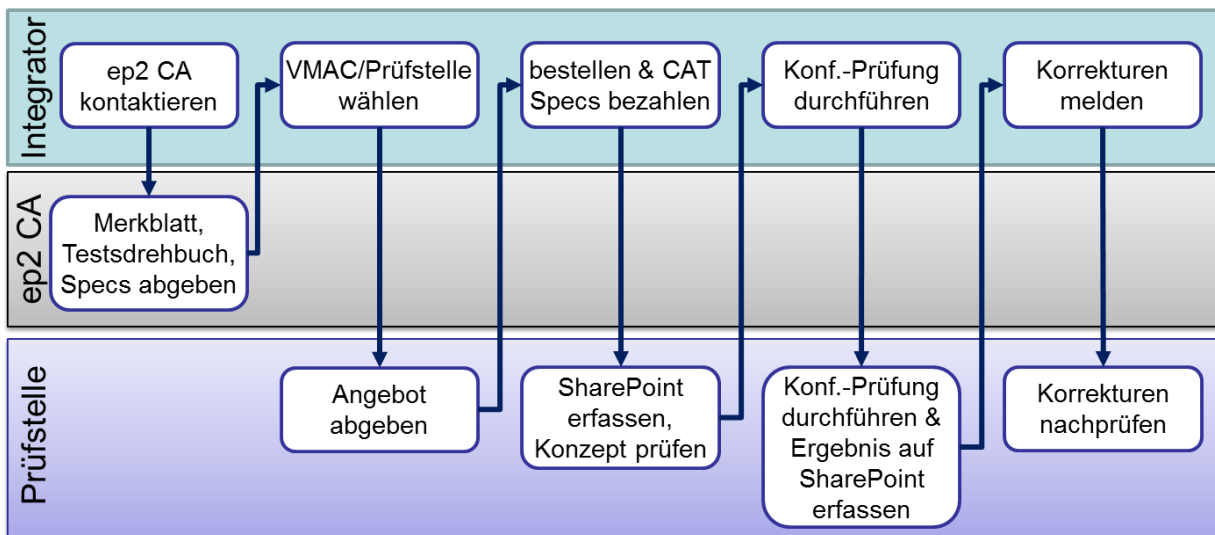 Integrator
ep2 CA
kontaktieren
VMAC/Prüfstelle
wählen
bestellen & CAT
Specs bezahlen
Konf.-Prüfung
durchführen
Korrekturen
melden
ep2 CA
Merkblatt,
Testsdrehbuch,
Specs abgeben
Prüfstelle
Angebot
abgeben
SharePoint
erfassen,
Konzept prüfen
Konf.-Prüfung
durchführen &
Ergebnis auf
SharePoint
erfassen
Korrekturen
nachprüfen